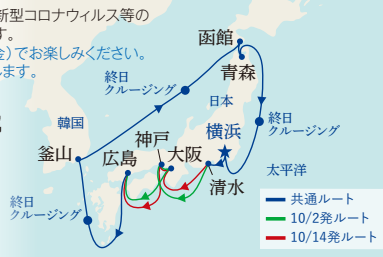 新型コロナウィルス等の
す。
金）でお楽しみください。
します。
函館
青森
終日
クルージング
日本
終日
クルージング
韓国
横浜
神戸
大阪
太平洋
釜山
広島
清水
終日
クルージング
共通ルート
10/2発ルート
10/14発ルート